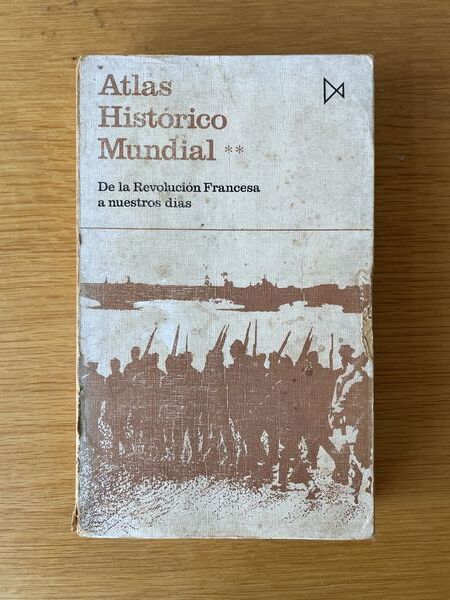 Atlas
Histórico
Mundial **
De la Revolución Francesa
a nuestros días